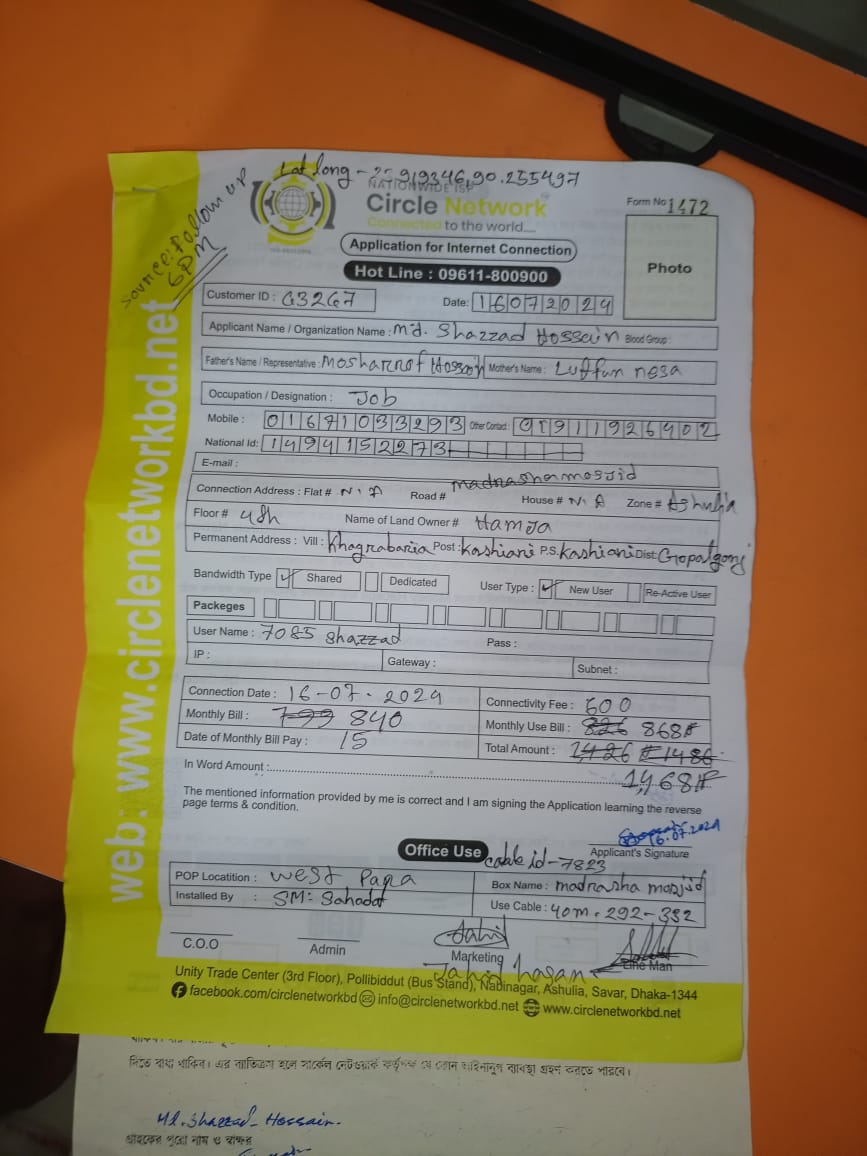 Lat long - 23.919346,90.255497
Source: Follow up
6PM
NATIONWIDE ISP
Circle Network
Connected to the world....
Form No 1472
Application for Internet Connection
Photo
Hot Line : 09611-800900
Customer ID : G3267 Date: 16072024
Applicant Name / Organization Name : Md. Shazzad Hossain Blood Group :
Father's Name / Representative : Mosharrof Hossain Mother's Name : Lutfun nesa
Occupation / Designation : Job
Mobile : 01671033293 Other Contact : 01911926402
National Id: 1494152273
E-mail :
Connection Address : Flat # N.A Road # madrasha mosjid House # N.A Zone # Ashulia
Floor # 4th Name of Land Owner # Hamja
Permanent Address : Vill : Khagrabaria Post : Kashiani P.S. Kashiani Dist: Gopalgonj
Bandwidth Type ✓ Shared Dedicated User Type : ✓ New User Re-Active User
Packeges
User Name : 7085 shazzad Pass :
IP : Gateway : Subnet :
Connection Date : 16-07-2024 Connectivity Fee : 600
Monthly Bill : 799 840 Monthly Use Bill : 826 868/=
Date of Monthly Bill Pay : 15 Total Amount : 1426 1486
In Word Amount : 1468/=
The mentioned information provided by me is correct and I am signing the Application learning the reverse
page terms & condition.
16.07.2024
Office Use Cable id-7823 Applicant's Signature
POP Locatition : West Papa Box Name : madrasha mosjid
Installed By : SM: Sahadat Use Cable : 40m. 292-332
C.O.O Admin Marketing Line Man
Jahid hasan
Unity Trade Center (3rd Floor), Pollibiddut (Bus Stand), Nabinagar, Ashulia, Savar, Dhaka-1344
facebook.com/circlenetworkbd info@circlenetworkbd.net www.circlenetworkbd.net
web: www.circlenetworkbd.net
দিতে বাধ্য থাকিব। এর ব্যতিক্রম হলে সার্কেল নেটওয়ার্ক কর্তৃপক্ষ যে কোন আইনানুগ ব্যবস্থা গ্রহণ করতে পারবে।
Md. Shazzad Hossain.
গ্রাহকের পুরো নাম ও স্বাক্ষর